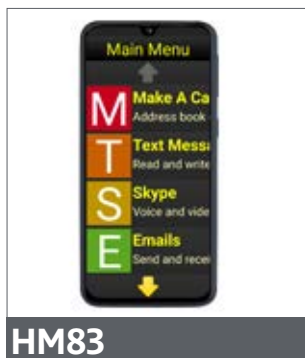 Main Menu
M
Make A Ca
Address book
T
Text Messa
Read and write
S
Skype
Voice and vide
E
Emails
Send and recei
HM83